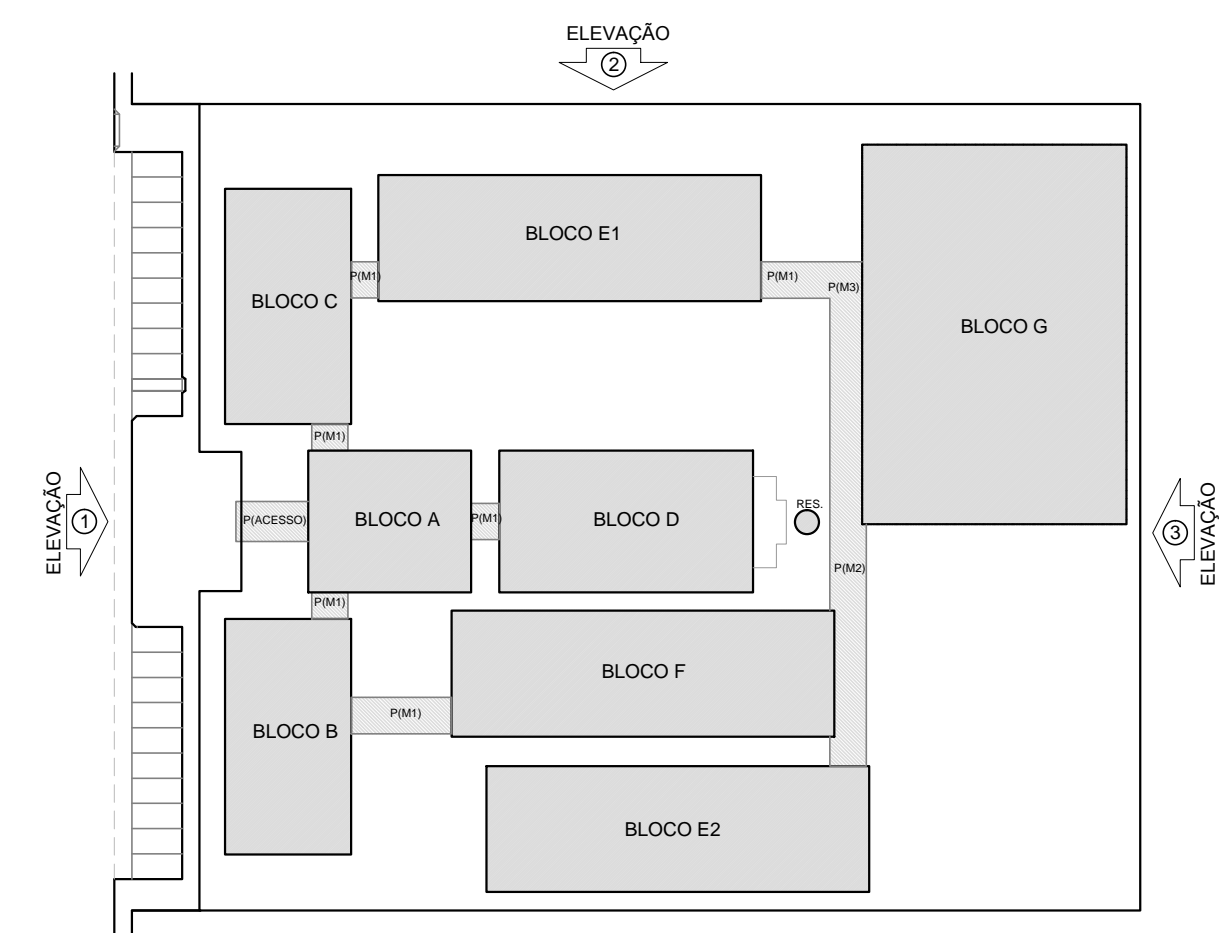 ELEVAÇÃO
2
BLOCO E1
P(M1)
P(M1)
P(M3)
BLOCO C
BLOCO G
P(M1)
ELEVAÇÃO
1
P(ACESSO)
BLOCO A
P(M1)
BLOCO D
RES.
3
ELEVAÇÃO
P(M2)
P(M1)
BLOCO F
P(M1)
BLOCO B
BLOCO E2